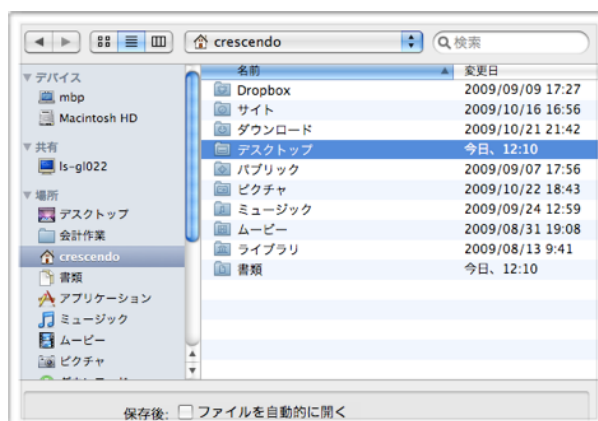 crescendo
検索
デバイス
mbp
Macintosh HD
共有
ls-gl022
場所
デスクトップ
会計作業
crescendo
書類
アプリケーション
ミュージック
ムービー
ピクチャ
名前 変更日
Dropbox 2009/09/09 17:27
サイト 2009/10/16 16:56
ダウンロード 2009/10/21 21:42
デスクトップ 今日、12:10
パブリック 2009/09/07 17:56
ピクチャ 2009/10/22 18:43
ミュージック 2009/09/24 12:59
ムービー 2009/08/31 19:08
ライブラリ 2009/08/13 9:41
書類 今日、12:10
保存後: ファイルを自動的に開く